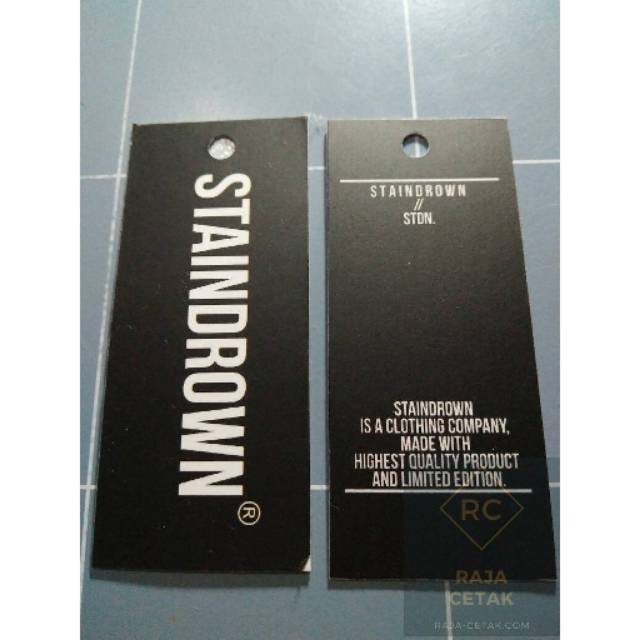 STAINDROWN®
STAINDROWN
//
STDN.
STAINDROWN
IS A CLOTHING COMPANY,
MADE WITH
HIGHEST QUALITY PRODUCT
AND LIMITED EDITION.
RC
RAJA
CETAK
RAJA-CETAK.COM